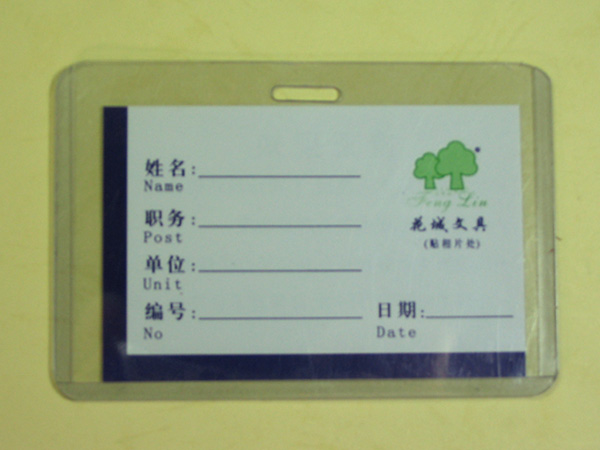 姓名:
Name
职务:
Post
单位:
Unit
编号:
No
Feng Lin
花城文具
(贴相片处)
日期:
Date